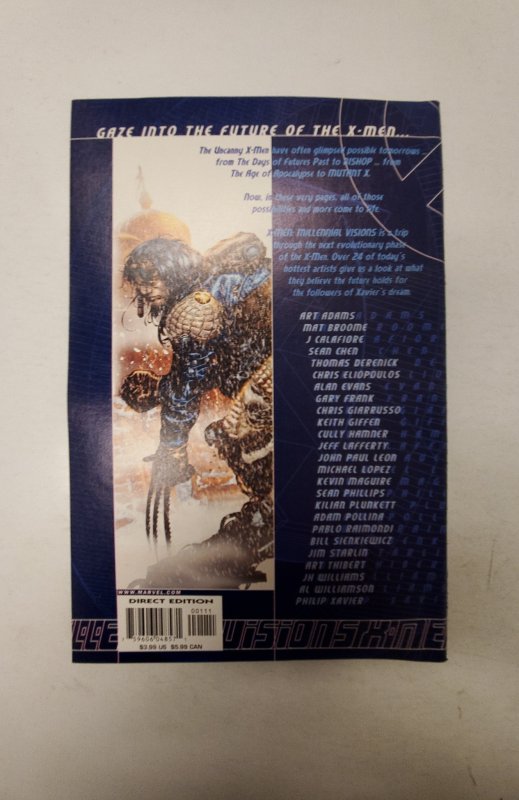 GAZE INTO THE FUTURE OF THE X-MEN...
The Uncanny X-Men have often glimpsed possible tomorrows ...
from The Days of Futures Past to BISHOP ... from
The Age of Apocalypse to MUTANT X.
Now, in these very pages, all of those
possibilities and more come to life.
X-MEN: MILLENNIAL VISIONS is a trip
through the next evolutionary phase
of the X-Men. Over 24 of today's
hottest artists give us a look at what
they believe the future holds for
the followers of Xavier's dream.
ART ADAMS ADAMS
MAT BROOME
J CALAFIORE
SEAN CHEN
THOMAS DERENICK
CHRIS ELIOPOULOS
ALAN EVANS
GARY FRANK
CHRIS GIARRUSSO
KEITH GIFFEN
CULLY HAMNER
JEFF LAFFERTY
JOHN PAUL LEON
MICHAEL LOPEZ
KEVIN MAGUIRE
SEAN PHILLIPS
KILIAN PLUNKETT
ADAM POLLINA
PABLO RAIMONDI
BILL SIENKIEWICZ
JIM STARLIN
ART THIBERT
JH WILLIAMS
AL WILLIAMSON
PHILIP XAVIER
WWW.MARVEL.COM
DIRECT EDITION
00111
59606 04857 1
$3.99 US $5.99 CAN
VISIONS X-ME